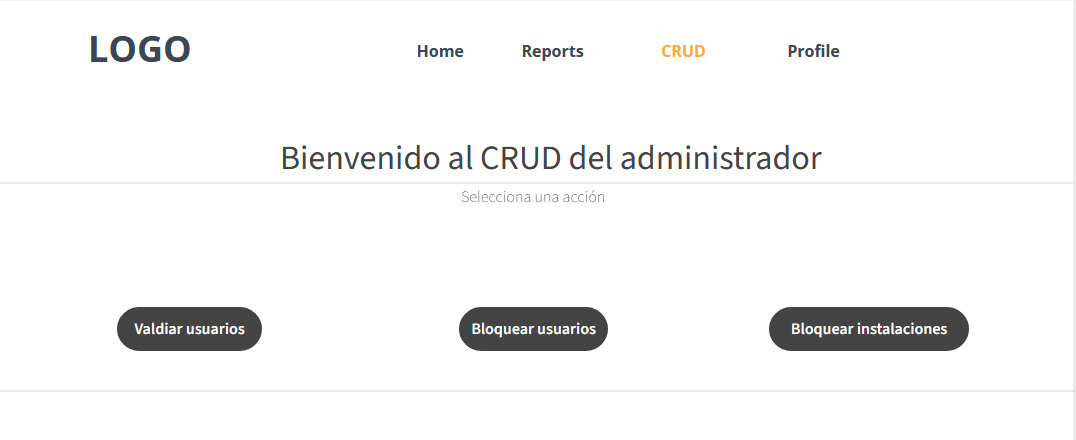 LOGO Home Reports CRUD Profile
Bienvenido al CRUD del administrador
Selecciona una acción
Valdiar usuarios Bloquear usuarios Bloquear instalaciones